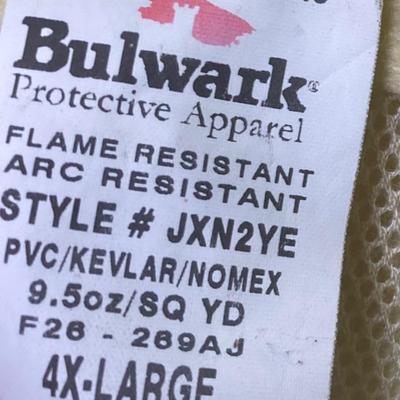 Bulwark®
Protective Apparel
FLAME RESISTANT
ARC RESISTANT
STYLE # JXN2YE
PVC/KEVLAR/NOMEX
9.5oz/SQ YD
F26 - 269AJ
4X-LARGE